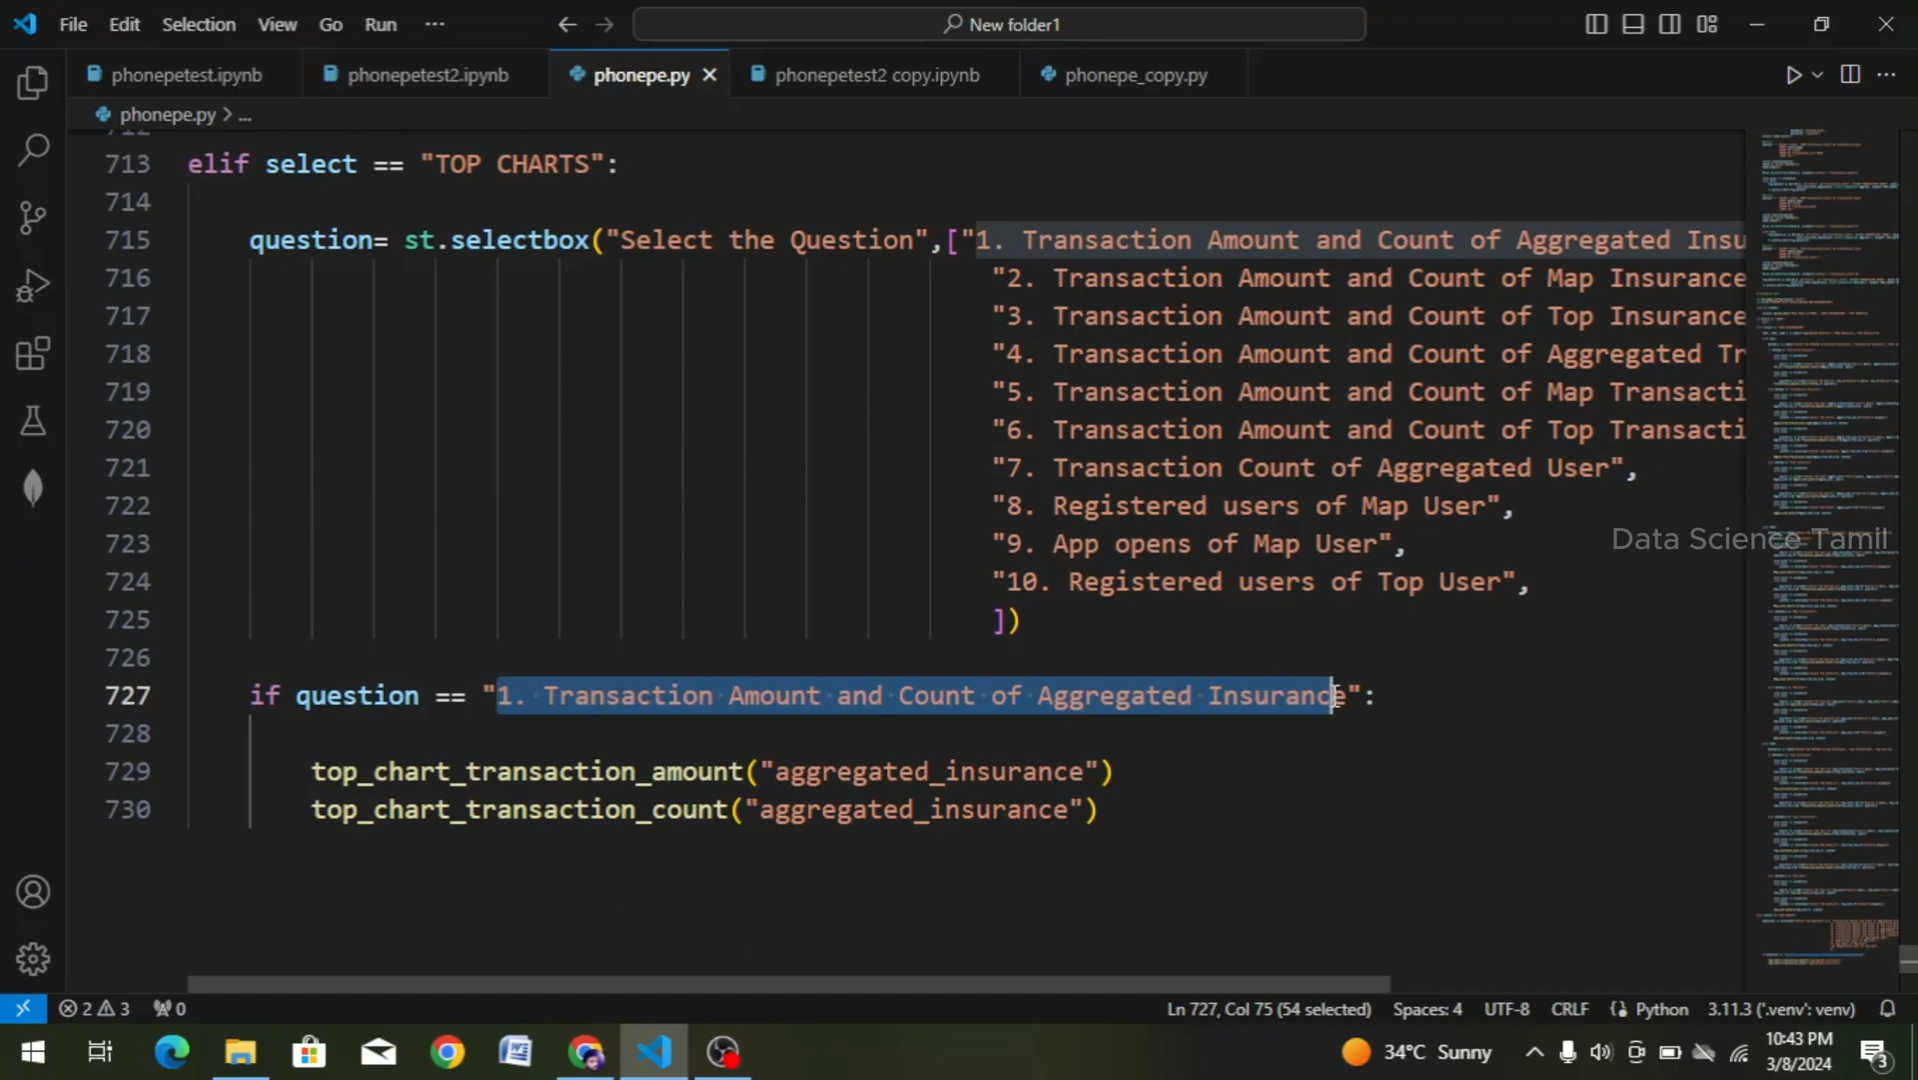 File Edit Selection View Go Run ··· New folder1
phonepetest.ipynb phonepetest2.ipynb phonepe.py phonepetest2 copy.ipynb phonepe_copy.py
phonepe.py > ...
712
713 elif select == "TOP CHARTS":
714
715 question= st.selectbox("Select the Question",["1. Transaction Amount and Count of Aggregated Insu
716 "2. Transaction Amount and Count of Map Insurance
717 "3. Transaction Amount and Count of Top Insurance
718 "4. Transaction Amount and Count of Aggregated Tr
719 "5. Transaction Amount and Count of Map Transacti
720 "6. Transaction Amount and Count of Top Transacti
721 "7. Transaction Count of Aggregated User",
722 "8. Registered users of Map User",
723 "9. App opens of Map User",
Data Science Tamil
724 "10. Registered users of Top User",
725 ])
726
727 if question == "1. Transaction Amount and Count of Aggregated Insurance":
728
729 top_chart_transaction_amount("aggregated_insurance")
730 top_chart_transaction_count("aggregated_insurance")
2 3 0 Ln 727, Col 75 (54 selected) Spaces: 4 UTF-8 CRLF Python 3.11.3 ('.venv': venv)
34°C Sunny 10:43 PM
3/8/2024 3